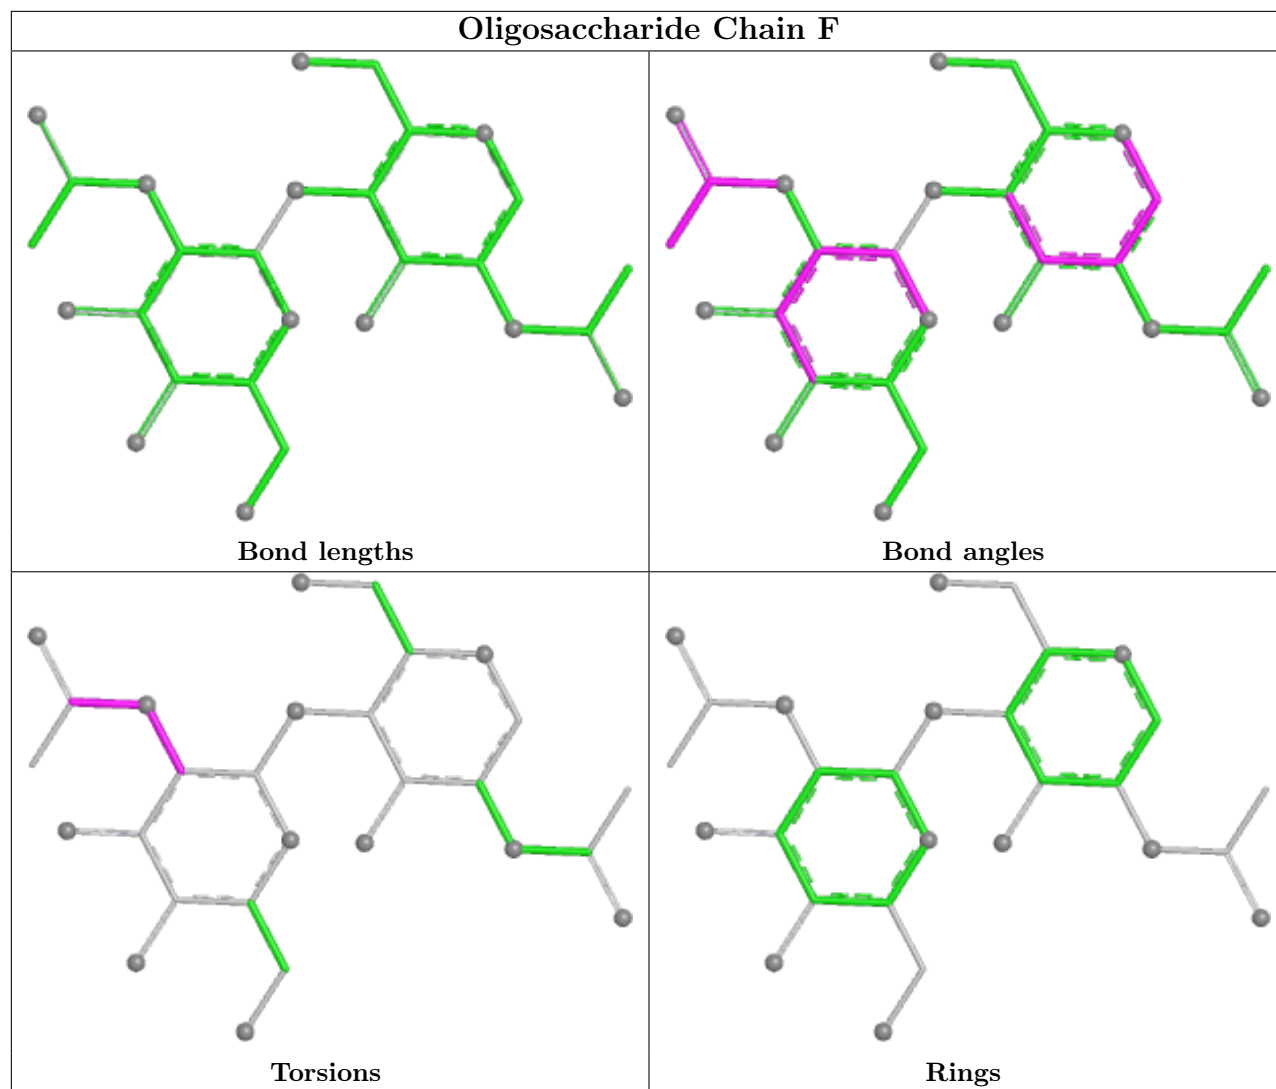 Oligosaccharide Chain F
Bond lengths
Bond angles
Torsions
Rings